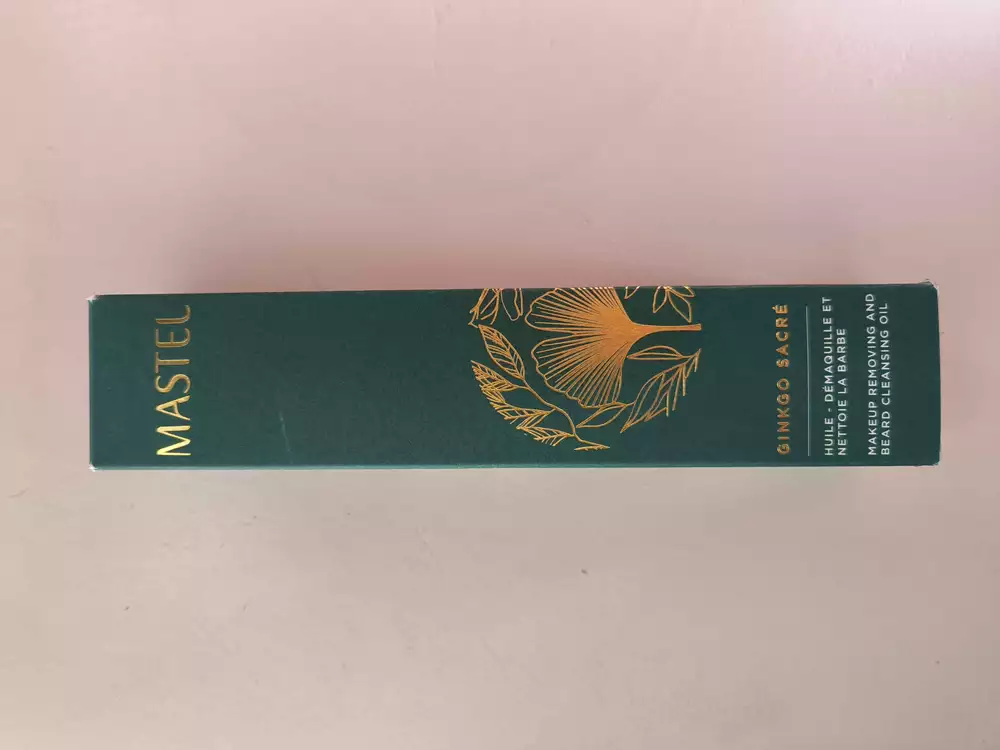 MASTEL
GINKGO SACRÉ
HUILE - DÉMAQUILLE ET
NETTOIE LA BARBE
MAKEUP REMOVING AND
BEARD CLEANSING OIL